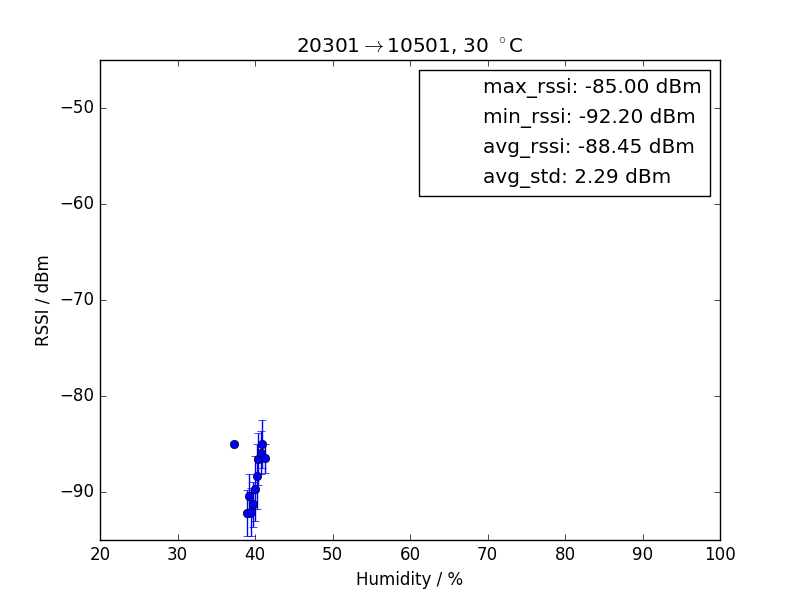 20301→10501, 30 °C
max_rssi: -85.00 dBm
min_rssi: -92.20 dBm
avg_rssi: -88.45 dBm
avg_std: 2.29 dBm
RSSI / dBm
−50
−60
−70
−80
−90
20 30 40 50 60 70 80 90 100
Humidity / %